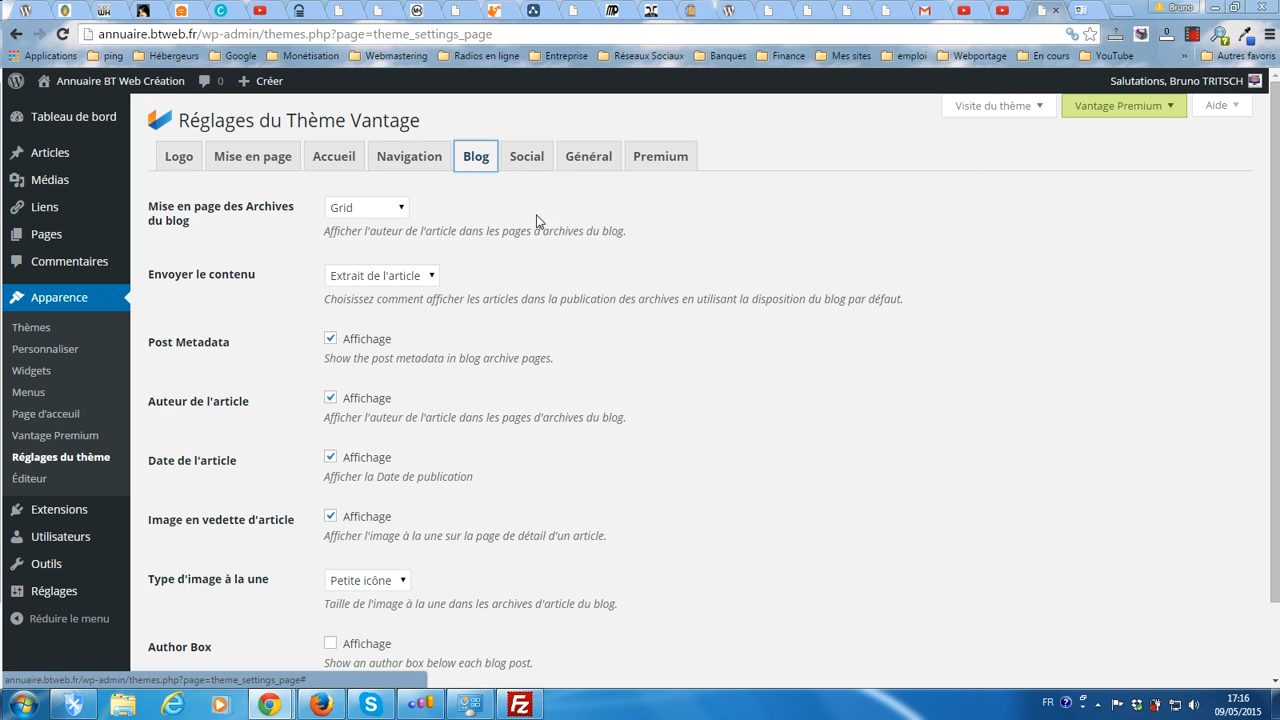 Bruno
annuaire.btweb.fr/wp-admin/themes.php?page=theme_settings_page
Applications ping Hébergeurs Google Monétisation Webmastering Radios en ligne Entreprise Réseaux Sociaux Banques Finance Mes sites emploi Webportage En cours YouTube » Autres favoris
Annuaire BT Web Création 0 + Créer Salutations, Bruno TRITSCH
Visite du thème Vantage Premium Aide
Tableau de bord
Articles
Médias
Liens
Pages
Commentaires
Apparence
Thèmes
Personnaliser
Widgets
Menus
Page d'acceuil
Vantage Premium
Réglages du thème
Éditeur
Extensions
Utilisateurs
Outils
Réglages
Réduire le menu
Réglages du Thème Vantage
Logo Mise en page Accueil Navigation Blog Social Général Premium
Mise en page des Archives
du blog
Grid
Afficher l'auteur de l'article dans les pages d'archives du blog.
Envoyer le contenu
Extrait de l'article
Choisissez comment afficher les articles dans la publication des archives en utilisant la disposition du blog par défaut.
Post Metadata
Affichage
Show the post metadata in blog archive pages.
Auteur de l'article
Affichage
Afficher l'auteur de l'article dans les pages d'archives du blog.
Date de l'article
Affichage
Afficher la Date de publication
Image en vedette d'article
Affichage
Afficher l'image à la une sur la page de détail d'un article.
Type d'image à la une
Petite icône
Taille de l'image à la une dans les archives d'article du blog.
Author Box
Affichage
Show an author box below each blog post.
annuaire.btweb.fr/wp-admin/themes.php?page=theme_settings_page#
FR
17:16
09/05/2015